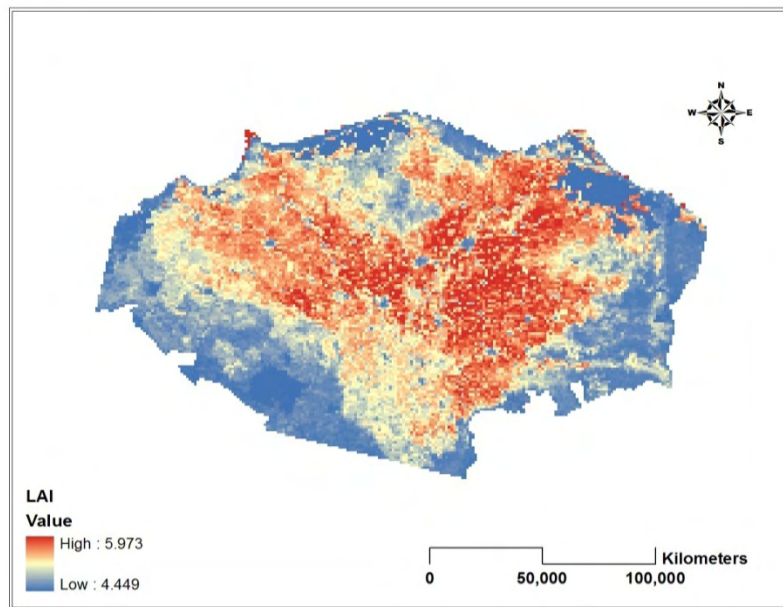 N
W E
S
LAI
Value
High : 5.973
Low : 4.449
Kilometers
0 50,000 100,000